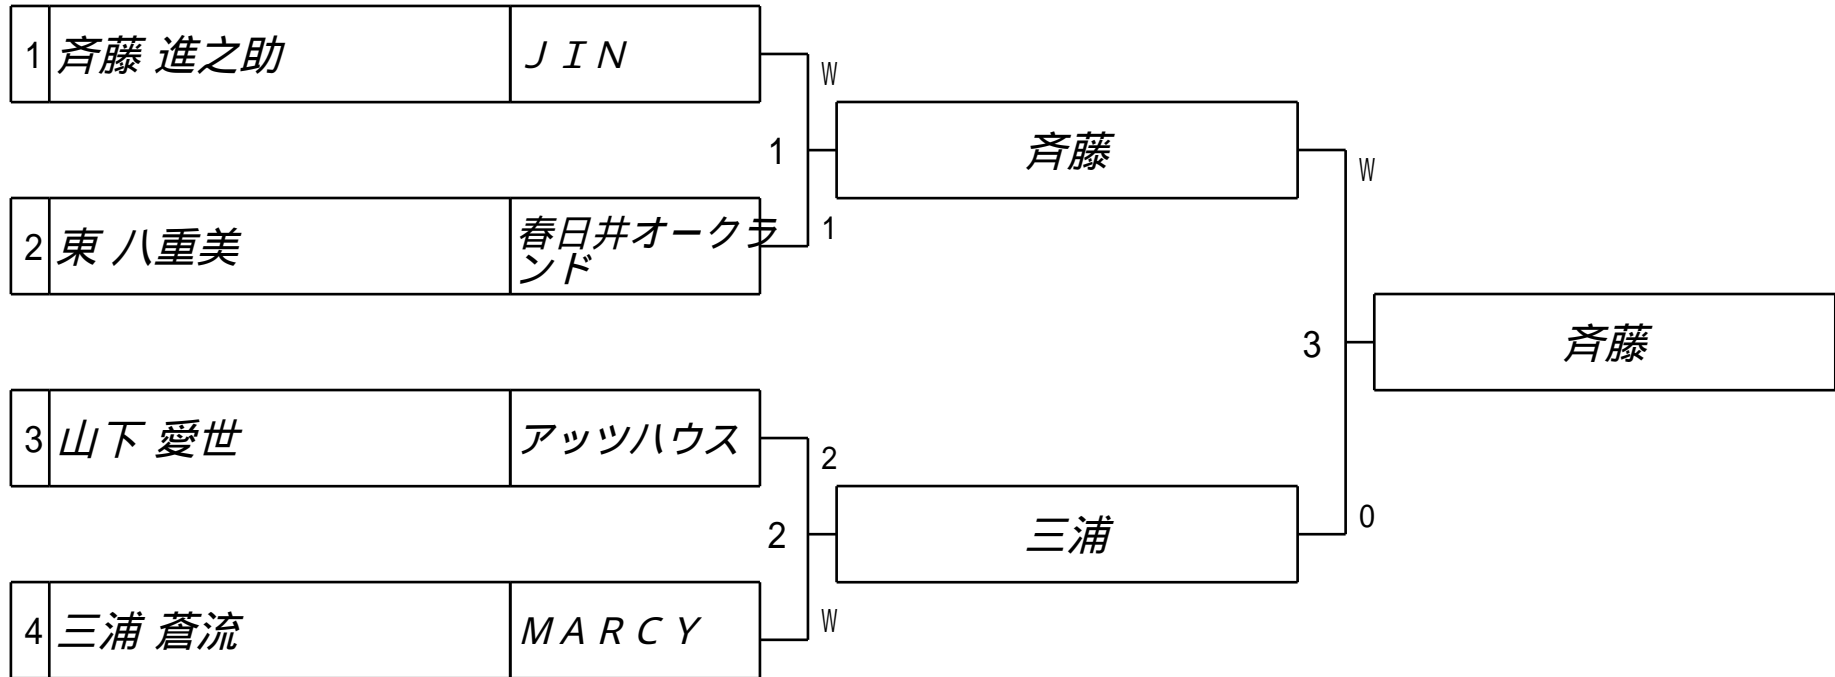 1 斉藤 進之助 ＪＩＮ
W
1 斉藤
W
2 東 八重美 春日井オークラ
ンド
1
3 斉藤
3 山下 愛世 アッツハウス
2
2 三浦
0
4 三浦 蒼流 ＭＡＲＣＹ
W